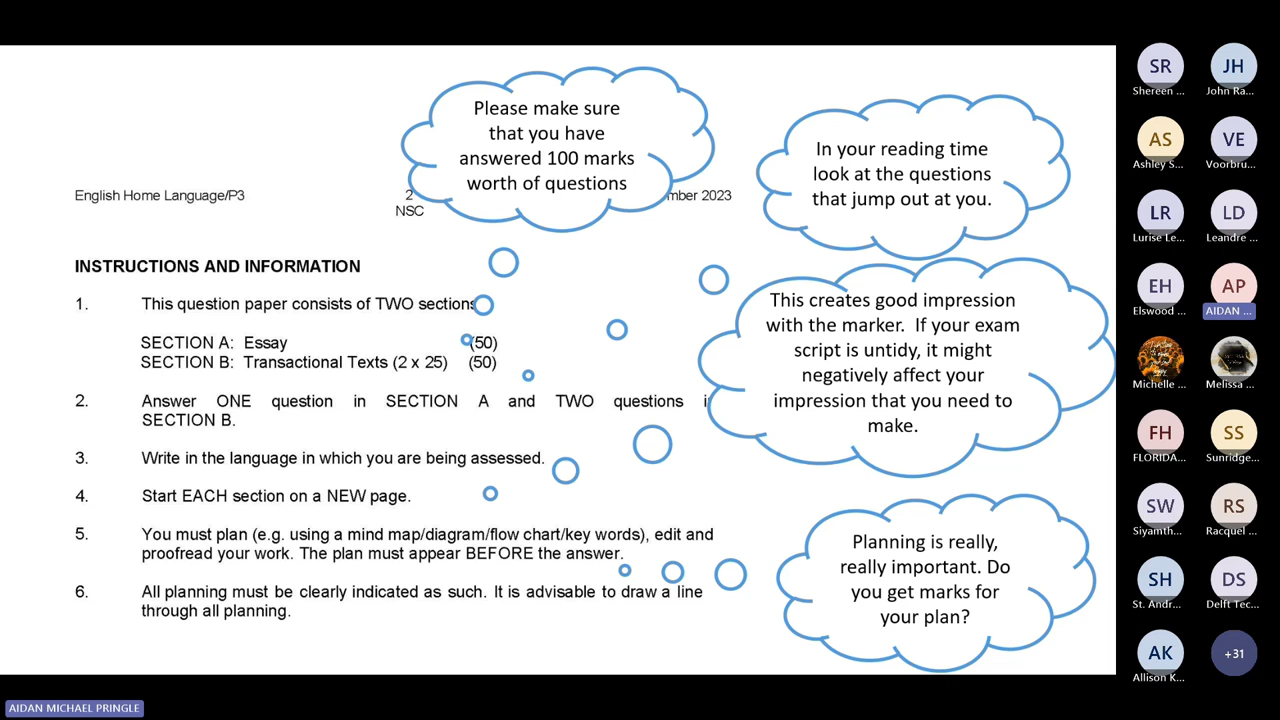 Please make sure
that you have
answered 100 marks
worth of questions
In your reading time
look at the questions
that jump out at you.
English Home Language/P3
2
mber 2023
NSC
INSTRUCTIONS AND INFORMATION
This creates good impression
with the marker. If your exam
script is untidy, it might
negatively affect your
impression that you need to
make.
1. This question paper consists of TWO sections
SECTION A: Essay (50)
SECTION B: Transactional Texts (2 x 25) (50)
2. Answer ONE question in SECTION A and TWO questions i
SECTION B.
3. Write in the language in which you are being assessed.
4. Start EACH section on a NEW page.
5. You must plan (e.g. using a mind map/diagram/flow chart/key words), edit and
proofread your work. The plan must appear BEFORE the answer.
6. All planning must be clearly indicated as such. It is advisable to draw a line
through all planning.
Planning is really,
really important. Do
you get marks for
your plan?
SR JH
Shereen ... John Ra...
AS VE
Ashley S... Voorbru...
LR LD
Lurise Le... Leandre ...
EH AP
Elswood ... AIDAN ...
Michelle ... Melissa ...
FH SS
FLORIDA... Sunridge...
SW RS
Siyamth... Racquel ...
SH DS
St. Andr... Delft Tec...
AK +31
Allison K...
AIDAN MICHAEL PRINGLE